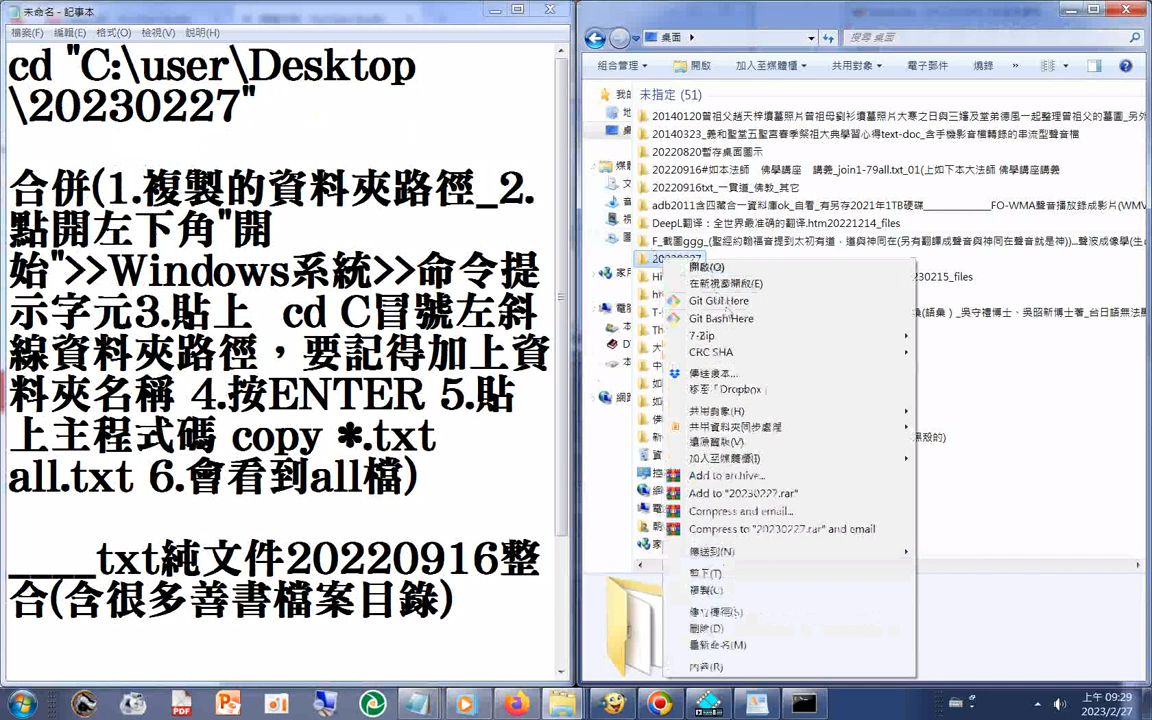 未命名 - 記事本
檔案(F) 編輯(E) 格式(O) 檢視(V) 說明(H)
cd "C:\user\Desktop
\20230227"
合併(1.複製的資料夾路徑_2.
點開左下角"開
始">>Windows系統>>命令提
示字元3.貼上 cd C冒號左斜
線資料夾路徑，要記得加上資
料夾名稱 4.按ENTER 5.貼
上主程式碼 copy *.txt
all.txt 6.會看到all檔)
____txt純文件20220916整
合(含很多善書檔案目錄)
桌面
搜尋 桌面
組合管理 開啟 加入至媒體櫃 共用對象 電子郵件 燒錄 »
未指定 (51)
20140120曾祖父趙天梓墳墓照片曾祖母劉衫墳墓照片大寒之日與三嬸及堂弟德風一起整理曾祖父的墓園_另外
20140323_義和聖堂五聖宮春季祭祖大典學習心得text-doc_含手機影音檔轉錄的串流型聲音檔
20220820暫存桌面圖示
20220916#如本法師 佛學講座 講義_join1-79all.txt_01(上如下本大法師 佛學講座講義
20220916txt_一貫道_佛教_其它
adb2011含四藏合一資料庫ok_自看_有另存2021年1TB硬碟____________FO-WMA聲音播放錄成影片(WMV
DeepL翻译：全世界最准确的翻译.htm20221214_files
F_截圖ggg_(聖經約翰福音提到太初有道，道與神同在(另有翻譯成聲音與神同在聲音就是神))...聲波成像學(生
20230227
20230215_files
(語彙)_吳守禮博士、吳昭新博士著_台日語無法
開啟(O)
在新視窗開啟(E)
Git GUI Here
Git Bash Here
7-Zip
CRC SHA
傳送復本...
移至「Dropbox」
共用對象(H)
共用資料夾同步處理
還原舊版(V)
加入至媒體櫃(I)
Add to archive...
Add to "20230227.rar"
Compress and email...
Compress to "20230227.rar" and email
傳送到(N)
剪下(T)
複製(C)
建立捷徑(S)
刪除(D)
重新命名(M)
內容(R)
上午 09:29
2023/2/27